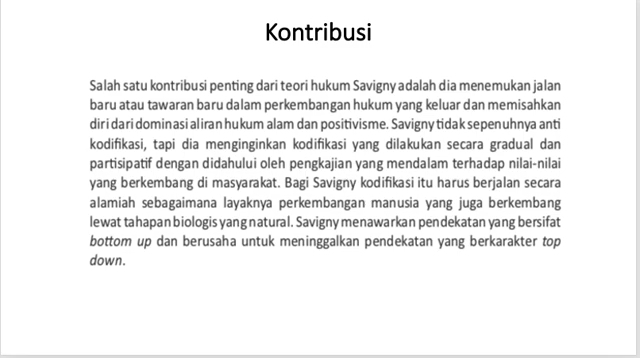 Kontribusi
Salah satu kontribusi penting dari teori hukum Savigny adalah dia menemukan jalan
baru atau tawaran baru dalam perkembangan hukum yang keluar dan memisahkan
diri dari dominasi aliran hukum alam dan positivisme. Savigny tidak sepenuhnya anti
kodifikasi, tapi dia menginginkan kodifikasi yang dilakukan secara gradual dan
partisipatif dengan didahului oleh pengkajian yang mendalam terhadap nilai-nilai
yang berkembang di masyarakat. Bagi Savigny kodifikasi itu harus berjalan secara
alamiah sebagaimana layaknya perkembangan manusia yang juga berkembang
lewat tahapan biologis yang natural. Savigny menawarkan pendekatan yang bersifat
bottom up dan berusaha untuk meninggalkan pendekatan yang berkarakter top
down.